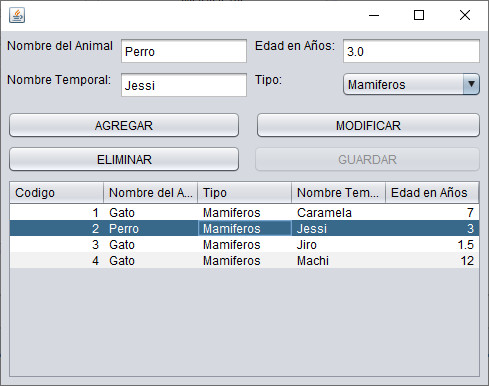 Nombre del Animal Perro Edad en Años: 3.0
Nombre Temporal: Jessi Tipo: Mamiferos
AGREGAR MODIFICAR
ELIMINAR GUARDAR
Codigo Nombre del A... Tipo Nombre Tem... Edad en Años
1 Gato Mamiferos Caramela 7
2 Perro Mamiferos Jessi 3
3 Gato Mamiferos Jiro 1.5
4 Gato Mamiferos Machi 12